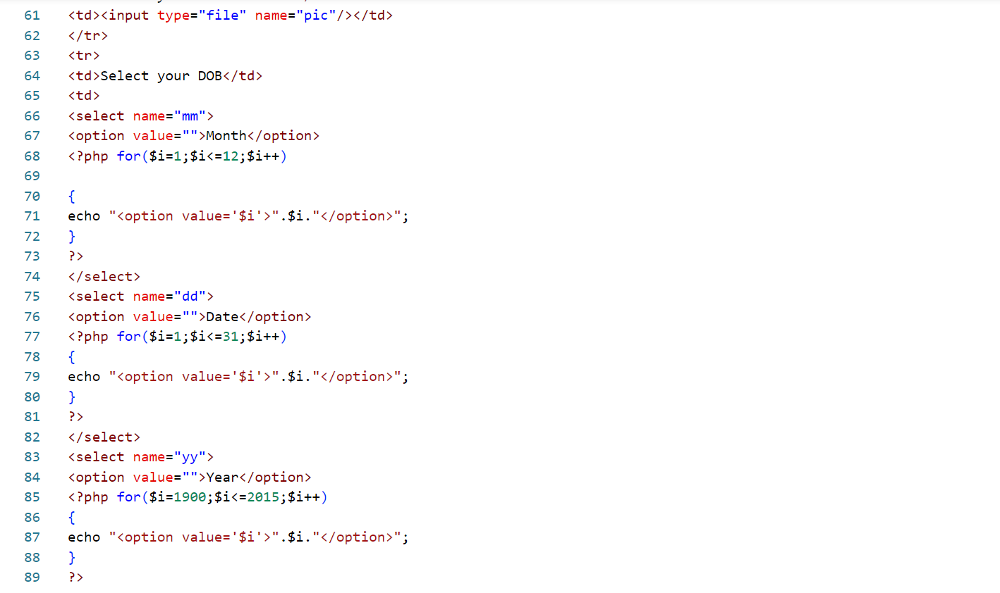 61 <td><input type="file" name="pic"/></td>
62 </tr>
63 <tr>
64 <td>Select your DOB</td>
65 <td>
66 <select name="mm">
67 <option value="">Month</option>
68 <?php for($i=1;$i<=12;$i++)
69
70 {
71 echo "<option value='$i'>".$i."</option>";
72 }
73 ?>
74 </select>
75 <select name="dd">
76 <option value="">Date</option>
77 <?php for($i=1;$i<=31;$i++)
78 {
79 echo "<option value='$i'>".$i."</option>";
80 }
81 ?>
82 </select>
83 <select name="yy">
84 <option value="">Year</option>
85 <?php for($i=1900;$i<=2015;$i++)
86 {
87 echo "<option value='$i'>".$i."</option>";
88 }
89 ?>